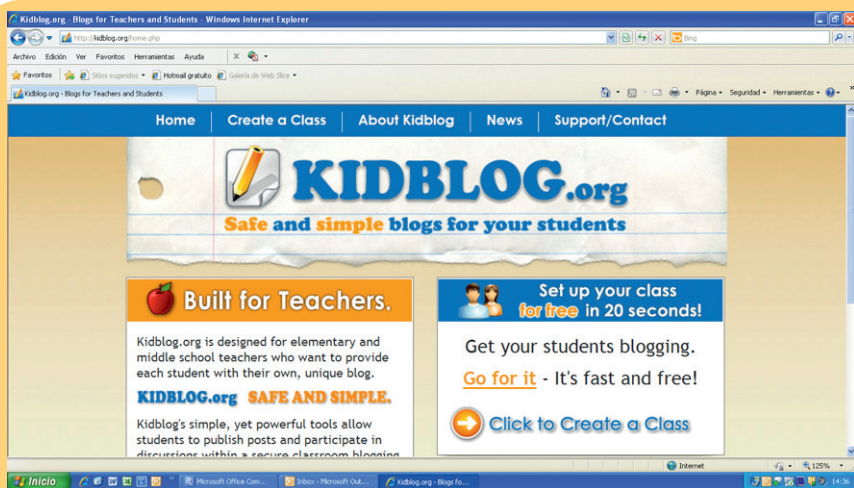 Kidblog.org - Blogs for Teachers and Students - Windows Internet Explorer
http://kidblog.org/home.php
Bing
Archivo Edición Ver Favoritos Herramientas Ayuda X
Favoritos Sitios sugeridos Hotmail gratuito Galería de Web Slice
Kidblog.org - Blogs for Teachers and Students
Página Seguridad Herramientas
Home Create a Class About Kidblog News Support/Contact
KIDBLOG.org
Safe and simple blogs for your students
Built for Teachers.
Kidblog.org is designed for elementary and
middle school teachers who want to provide
each student with their own, unique blog.
KIDBLOG.org SAFE AND SIMPLE.
Kidblog's simple, yet powerful tools allow
students to publish posts and participate in
discussions within a secure classroom blogging
Set up your class
for free in 20 seconds!
Get your students blogging.
Go for it - It's fast and free!
Click to Create a Class
Internet 125%
Inicio Microsoft Office Com... Inbox - Microsoft Out... Kidblog.org - Blogs fo... 14:36